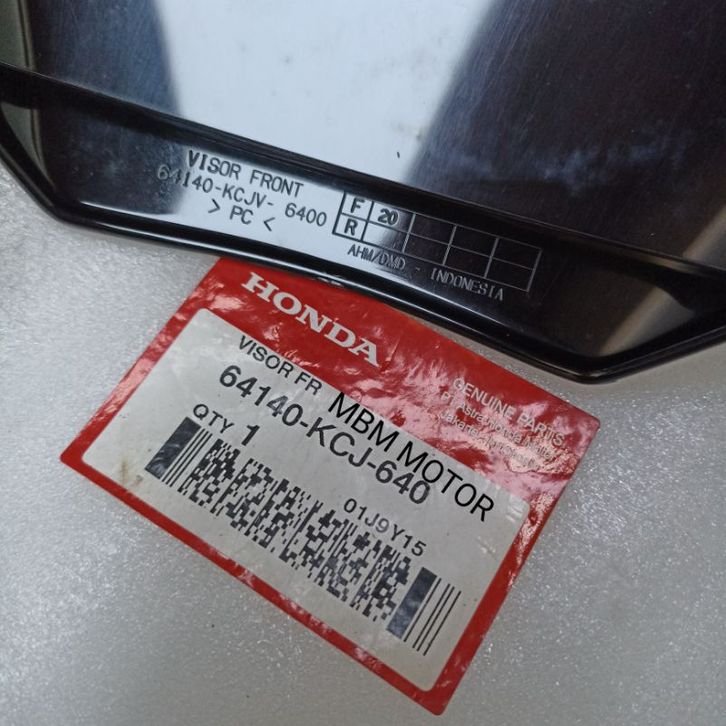 VISOR FRONT
64140-KCJV- 6400
> PC <
F 20
R
AHM/DMD - INDONESIA
HONDA
GENUINE PARTS
VISOR FR
MBM MOTOR
64140-KCJ-640
QTY 1
01J9Y15